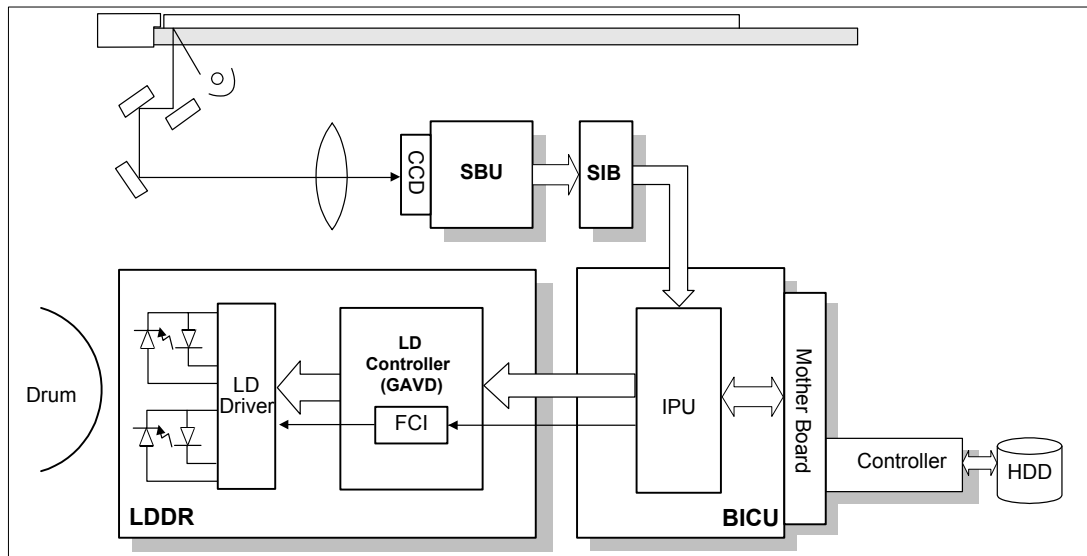 CCD
SBU
SIB
Drum
LD
Driver
LD
Controller
(GAVD)
FCI
LDDR
IPU
BICU
Mother Board
Controller
HDD